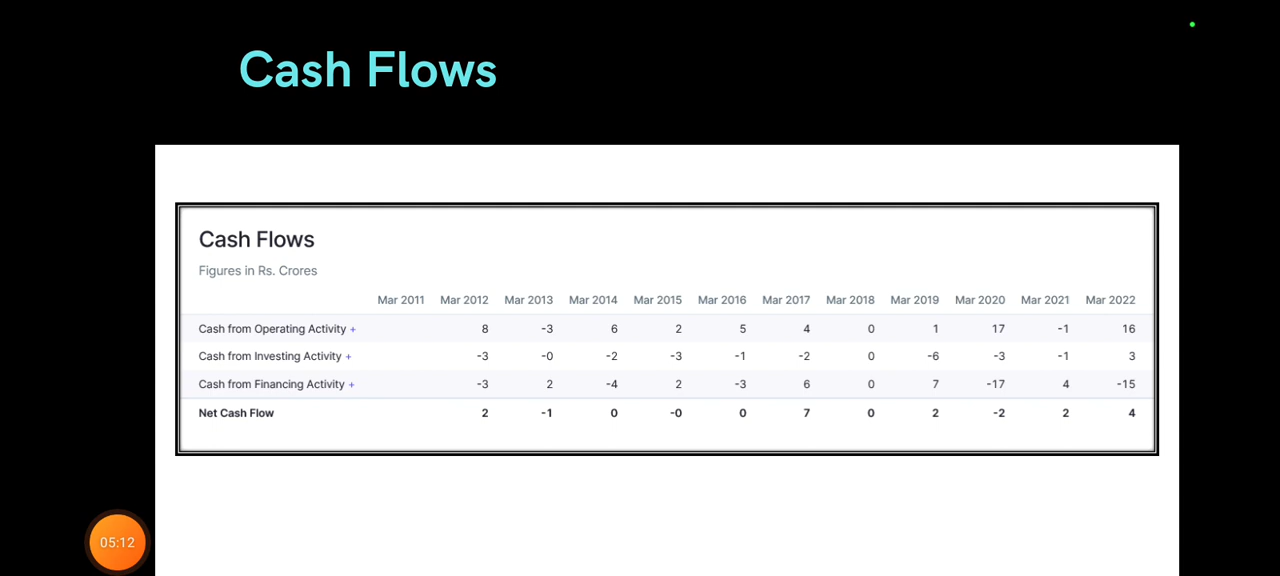 Cash Flows
Cash Flows
Figures in Rs. Crores
Mar 2011 Mar 2012 Mar 2013 Mar 2014 Mar 2015 Mar 2016 Mar 2017 Mar 2018 Mar 2019 Mar 2020 Mar 2021 Mar 2022
Cash from Operating Activity + 8 -3 6 2 5 4 0 1 17 -1 16
Cash from Investing Activity + -3 -0 -2 -3 -1 -2 0 -6 -3 -1 3
Cash from Financing Activity + -3 2 -4 2 -3 6 0 7 -17 4 -15
Net Cash Flow 2 -1 0 -0 0 7 0 2 -2 2 4
05:12